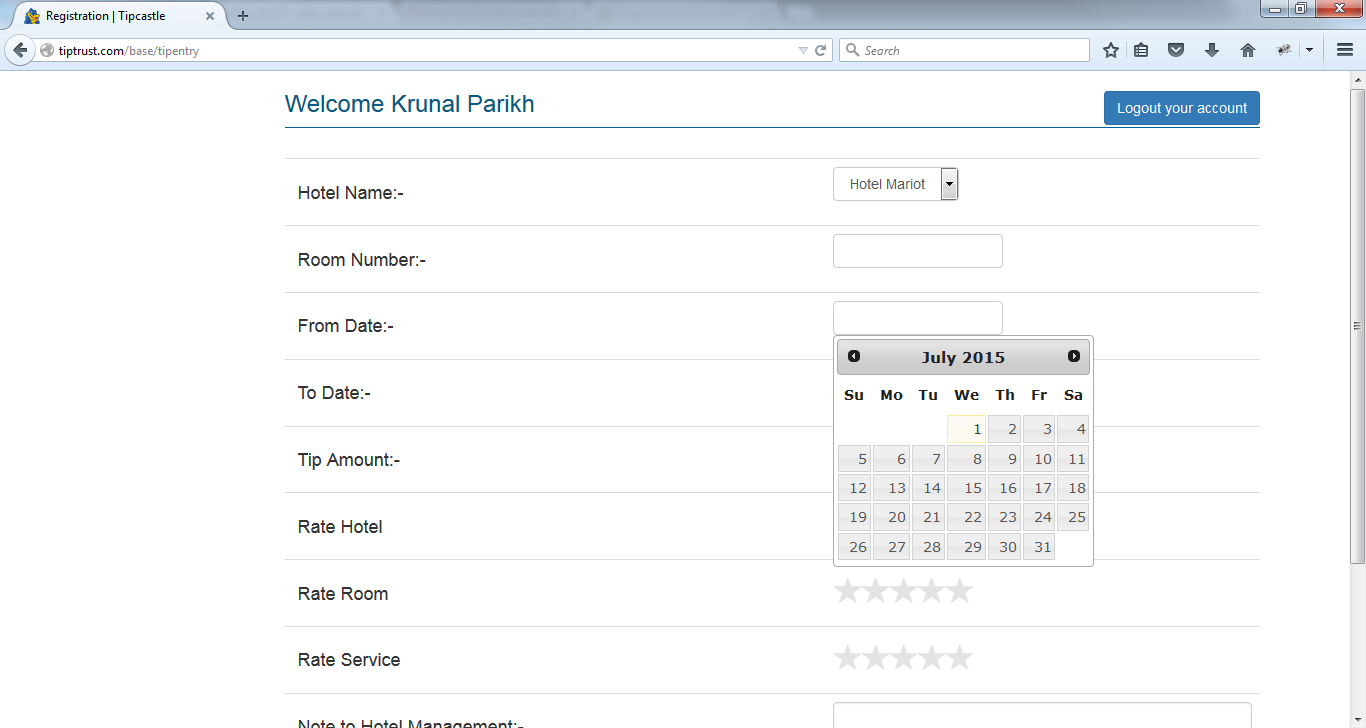 Registration | Tipcastle
tiptrust.com/base/tipentry
Search
Welcome Krunal Parikh
Logout your account
Hotel Name:-
Hotel Mariot
Room Number:-
From Date:-
July 2015
Su Mo Tu We Th Fr Sa
1 2 3 4
5 6 7 8 9 10 11
12 13 14 15 16 17 18
19 20 21 22 23 24 25
26 27 28 29 30 31
To Date:-
Tip Amount:-
Rate Hotel
Rate Room
Rate Service
Note to Hotel Management:-